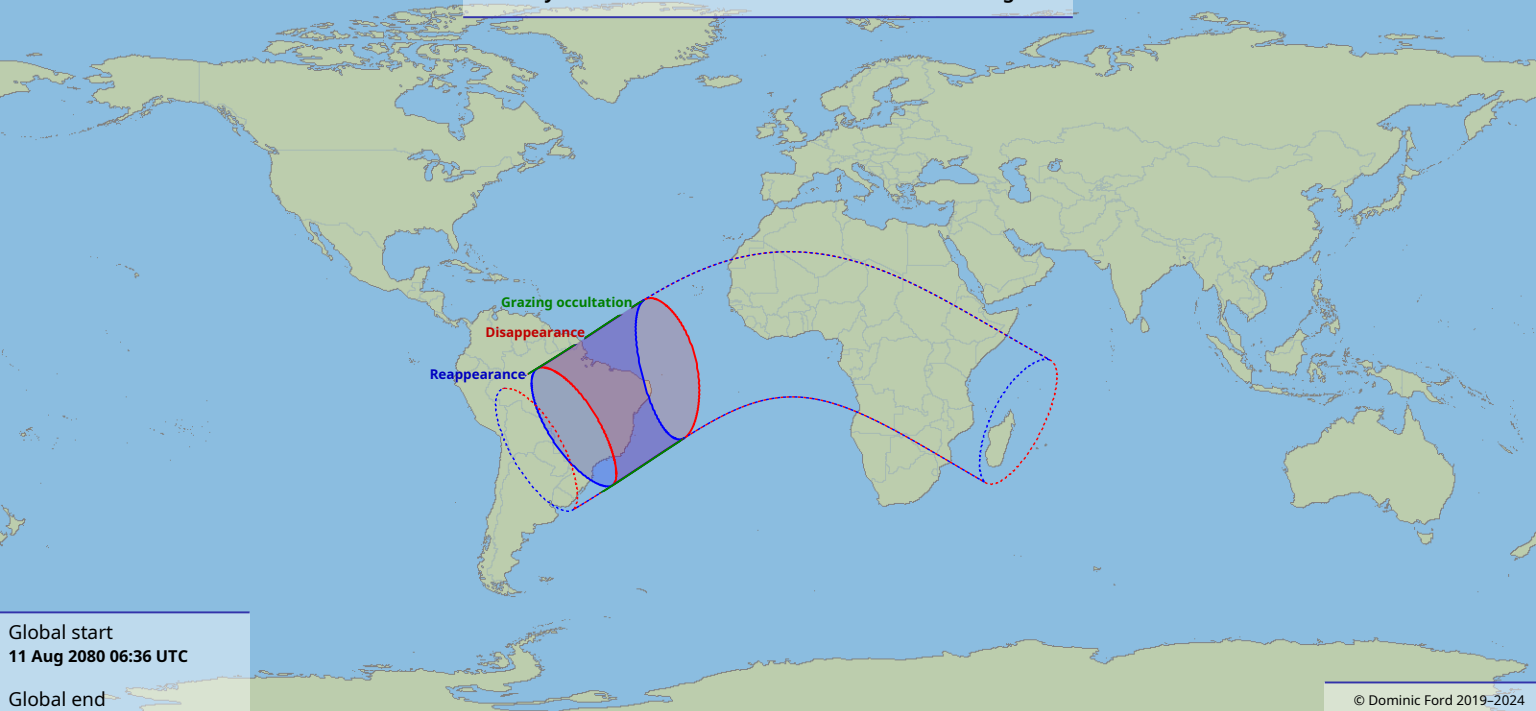 Grazing occultation
Disappearance
Reappearance
Global start
11 Aug 2080 06:36 UTC
Global end
© Dominic Ford 2019–2024